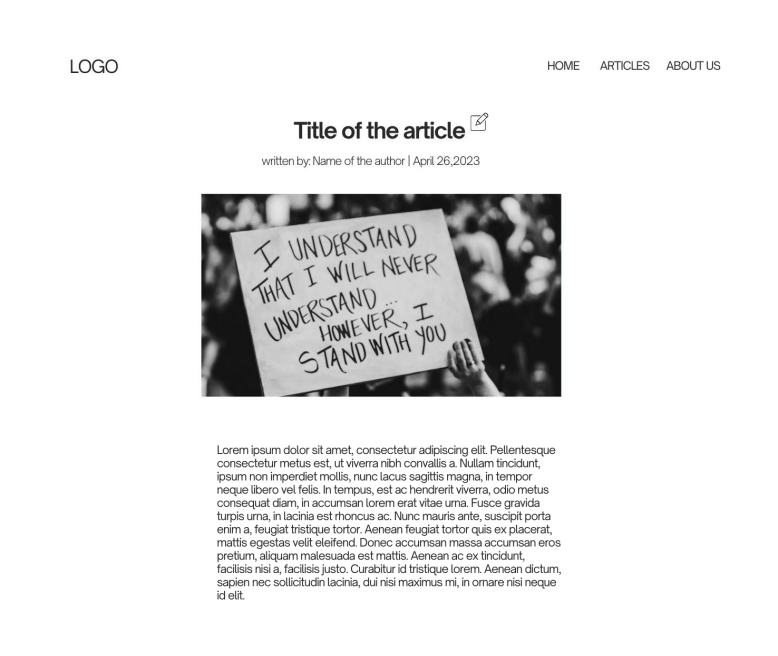 LOGO
HOME ARTICLES ABOUT US
Title of the article
written by: Name of the author | April 26,2023
I UNDERSTAND
THAT I WILL NEVER
UNDERSTAND ...
HOWEVER, I
STAND WITH YOU
Lorem ipsum dolor sit amet, consectetur adipiscing elit. Pellentesque
consectetur metus est, ut viverra nibh convallis a. Nullam tincidunt,
ipsum non imperdiet mollis, nunc lacus sagittis magna, in tempor
neque libero vel felis. In tempus, est ac hendrerit viverra, odio metus
consequat diam, in accumsan lorem erat vitae urna. Fusce gravida
turpis urna, in lacinia est rhoncus ac. Nunc mauris ante, suscipit porta
enim a, feugiat tristique tortor. Aenean feugiat tortor quis ex placerat,
mattis egestas velit eleifend. Donec accumsan massa accumsan eros
pretium, aliquam malesuada est mattis. Aenean ac ex tincidunt,
facilisis nisi a, facilisis justo. Curabitur id tristique lorem. Aenean dictum,
sapien nec sollicitudin lacinia, dui nisi maximus mi, in ornare nisi neque
id elit.